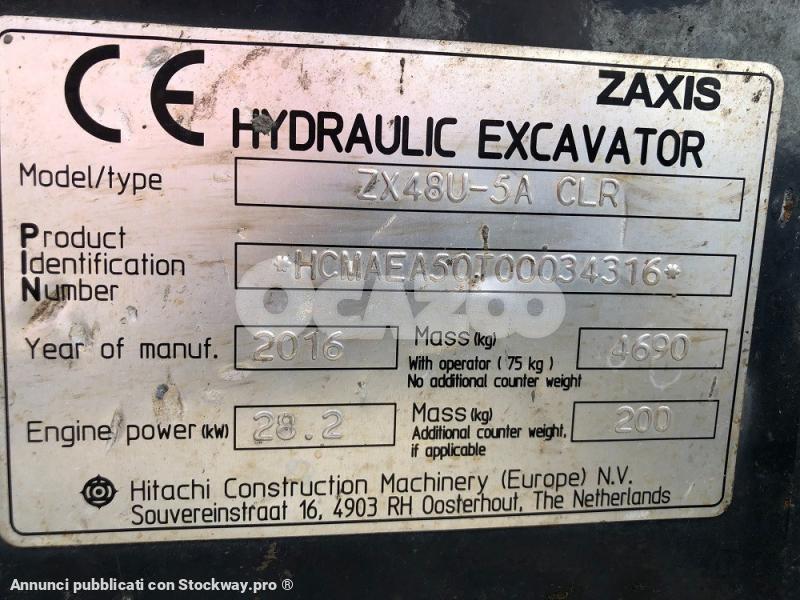 CE ZAXIS
HYDRAULIC EXCAVATOR
Model/type ZX48U-5A CLR
Product
Identification *HCMAEA50T00034316*
Number
OCAZOO
Year of manuf. 2016 Mass (kg) 4690
With operator (75 kg)
No additional counter weight
Engine power (kW) 28.2 Mass (kg) 200
Additional counter weight,
if applicable
Hitachi Construction Machinery (Europe) N.V.
Souvereinstraat 16, 4903 RH Oosterhout, The Netherlands
Annunci pubblicati con Stockway.pro ®